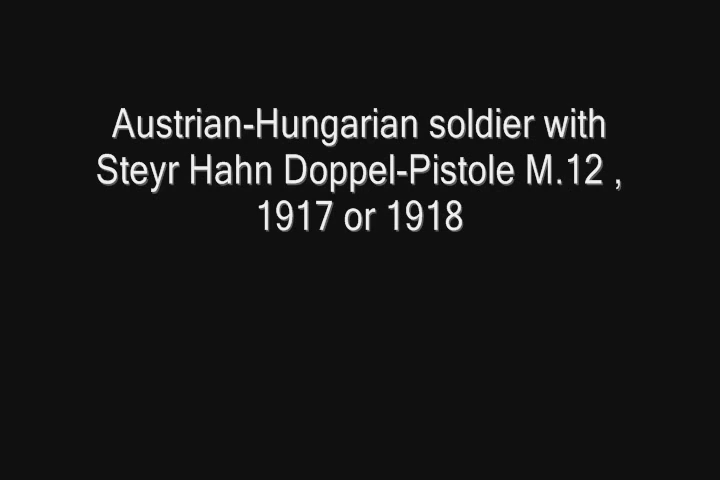 Austrian-Hungarian soldier with
Steyr Hahn Doppel-Pistole M.12 ,
1917 or 1918